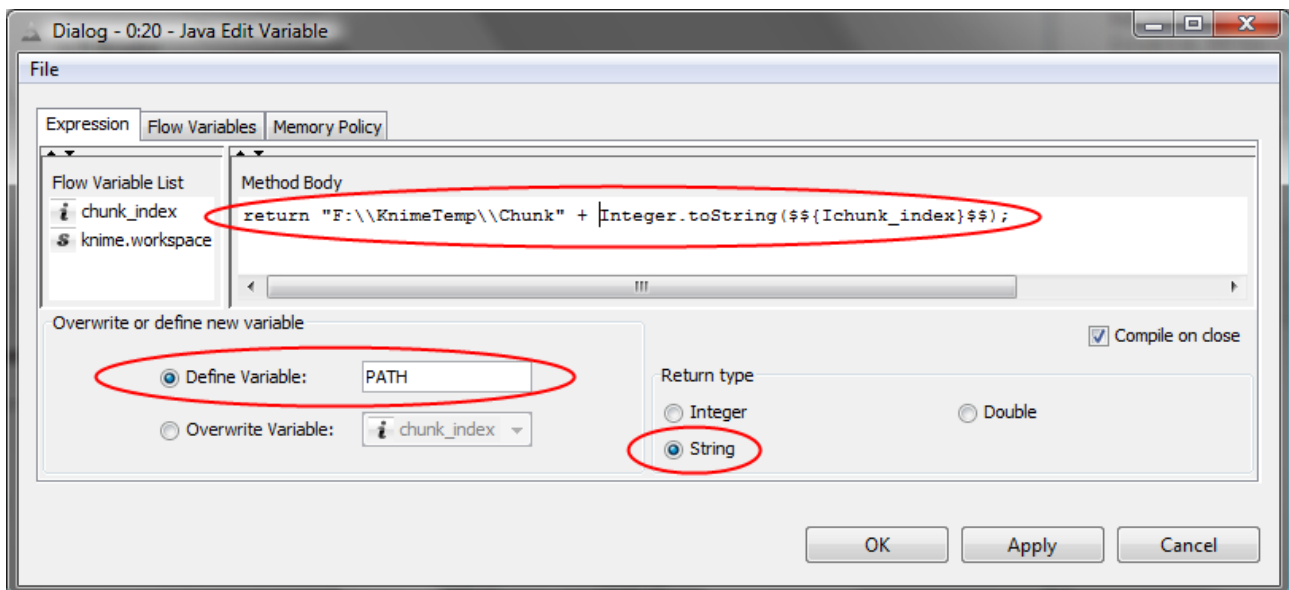 Dialog - 0:20 - Java Edit Variable
File
Expression Flow Variables Memory Policy
Flow Variable List
i chunk_index
s knime.workspace
Method Body
return "F:\\KnimeTemp\\Chunk" + Integer.toString($${Ichunk_index}$$);
Overwrite or define new variable
Define Variable: PATH
Overwrite Variable: i chunk_index
Compile on close
Return type
Integer Double
String
OK Apply Cancel